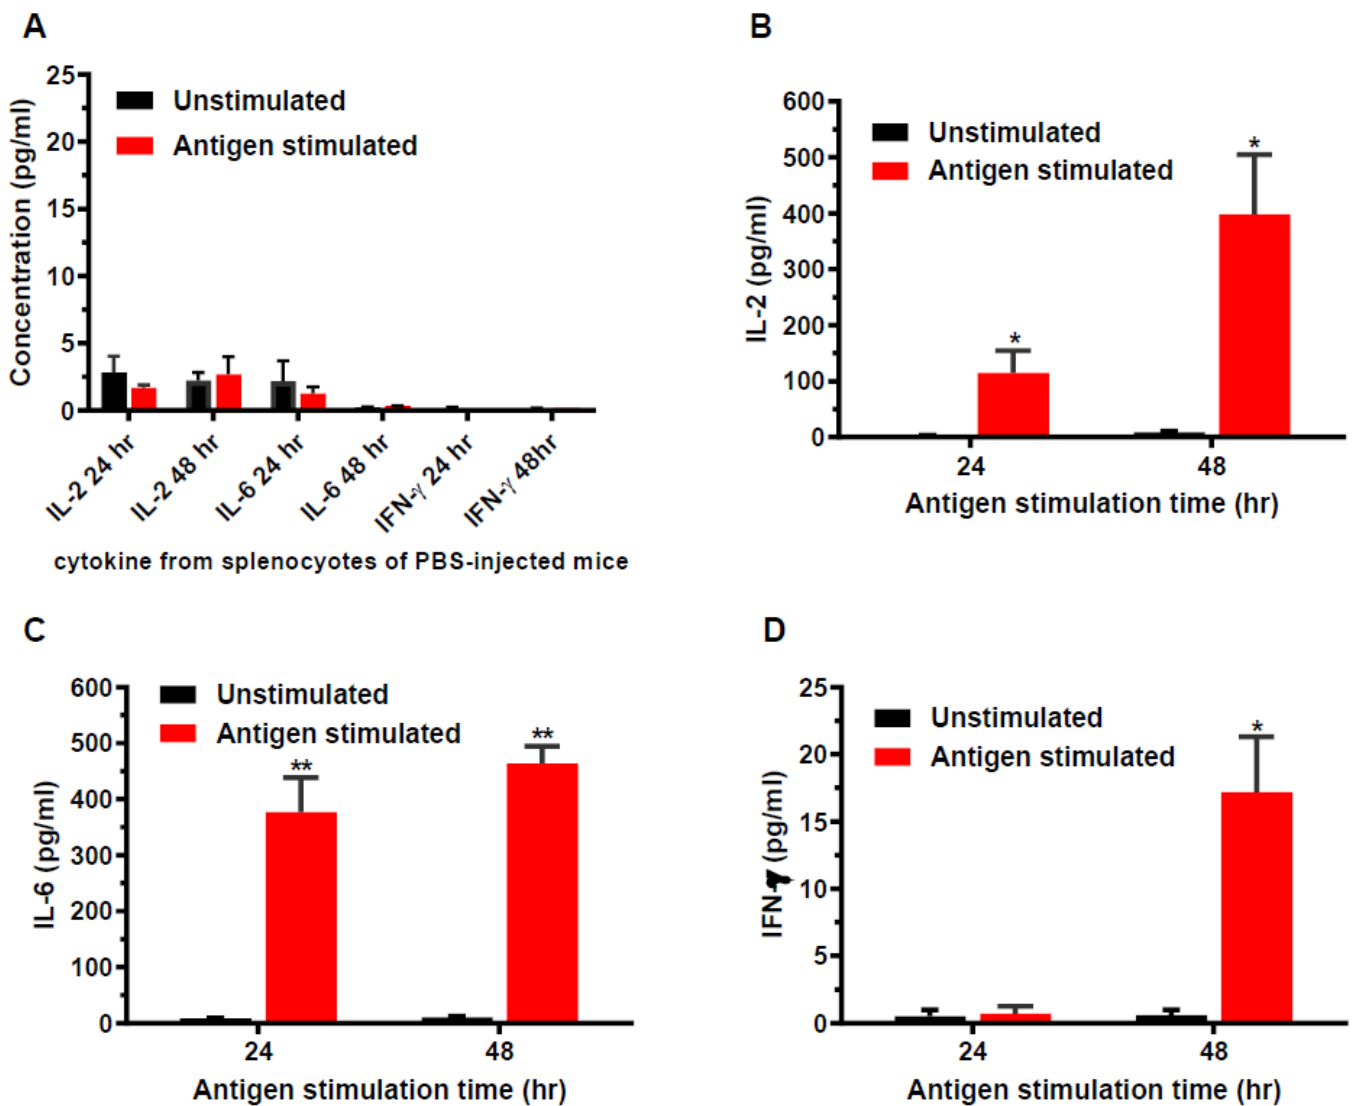 A
25
20
15
10
5
0
Concentration (pg/ml)
Unstimulated
Antigen stimulated
IL-2 24 hr
IL-2 48 hr
IL-6 24 hr
IL-6 48 hr
IFN-γ 24 hr
IFN-γ 48hr
cytokine from splenocyotes of PBS-injected mice
B
600
500
400
300
200
100
0
IL-2 (pg/ml)
Unstimulated
Antigen stimulated
*
*
24
48
Antigen stimulation time (hr)
C
600
500
400
300
200
100
0
IL-6 (pg/ml)
Unstimulated
Antigen stimulated
**
**
24
48
Antigen stimulation time (hr)
D
25
20
15
10
5
0
IFN-γ (pg/ml)
Unstimulated
Antigen stimulated
*
24
48
Antigen stimulation time (hr)